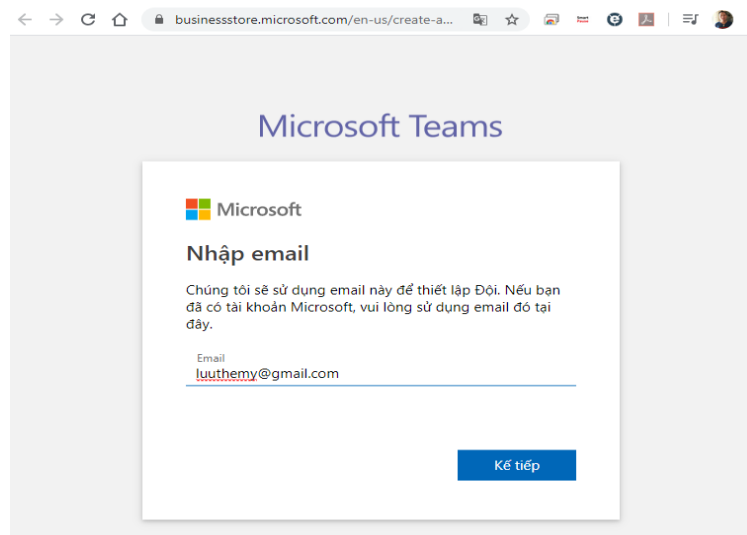 businessstore.microsoft.com/en-us/create-a...
Microsoft Teams
Microsoft
Nhập email
Chúng tôi sẽ sử dụng email này để thiết lập Đội. Nếu bạn
đã có tài khoản Microsoft, vui lòng sử dụng email đó tại
đây.
Email
luuthemy@gmail.com
Kế tiếp